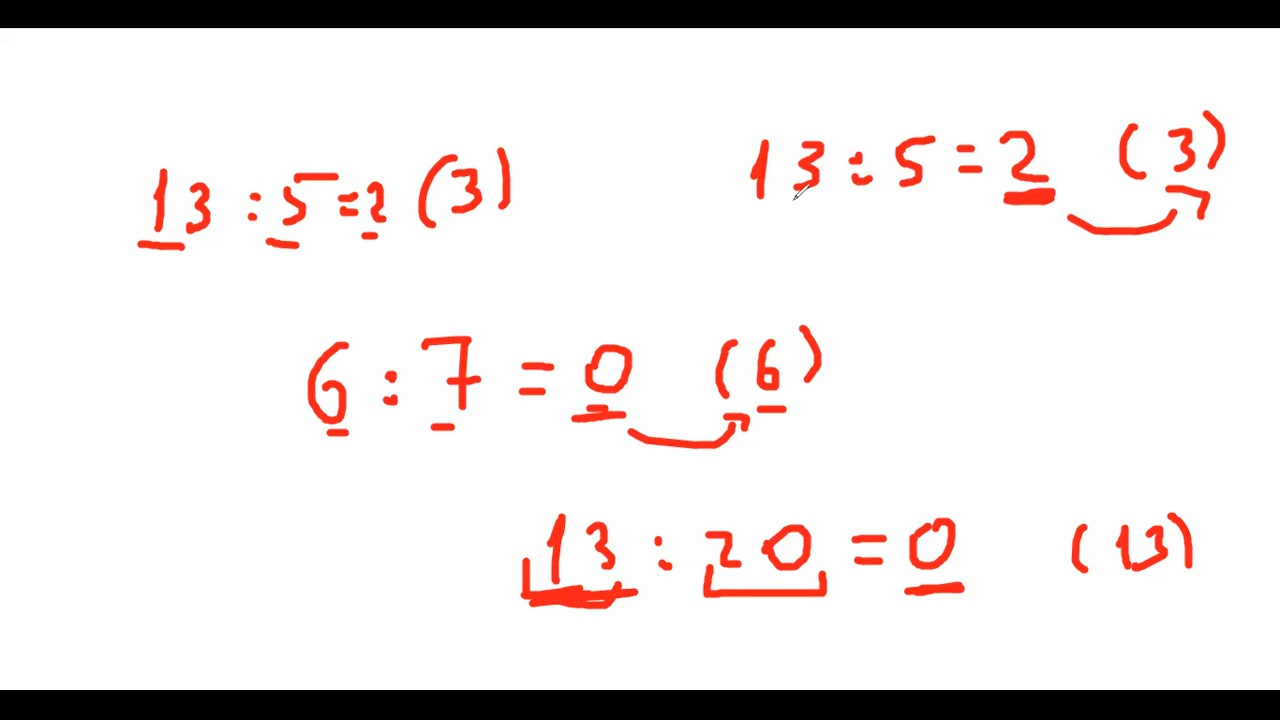 13 : 5 = 2 (3)
13 : 5 = 2 (3)
6 : 7 = 0 (6)
13 : 20 = 0 (13)